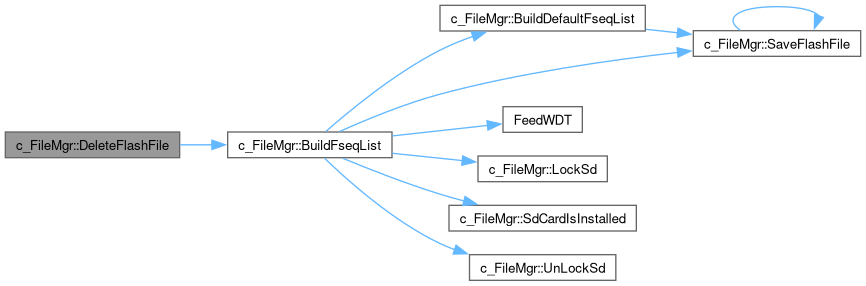 c_FileMgr::DeleteFlashFile
c_FileMgr::BuildFseqList
c_FileMgr::BuildDefaultFseqList
c_FileMgr::SaveFlashFile
FeedWDT
c_FileMgr::LockSd
c_FileMgr::SdCardIsInstalled
c_FileMgr::UnLockSd